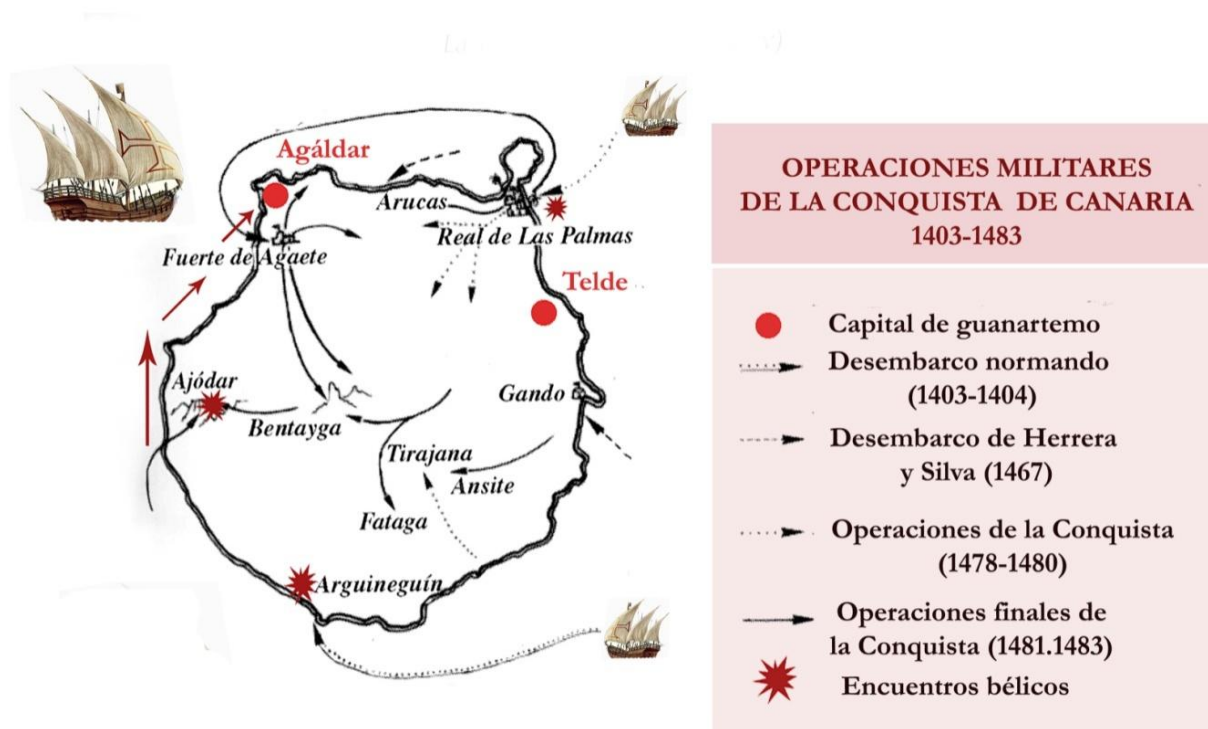 Agáldar
Arucas
Real de Las Palmas
Fuerte de Agaete
Telde
Ajódar
Gando
Bentayga
Tirajana
Ansite
Fataga
Arguineguín
OPERACIONES MILITARES
DE LA CONQUISTA DE CANARIA
1403-1483
Capital de guanartemo
Desembarco normando
(1403-1404)
Desembarco de Herrera
y Silva (1467)
Operaciones de la Conquista
(1478-1480)
Operaciones finales de
la Conquista (1481.1483)
Encuentros bélicos